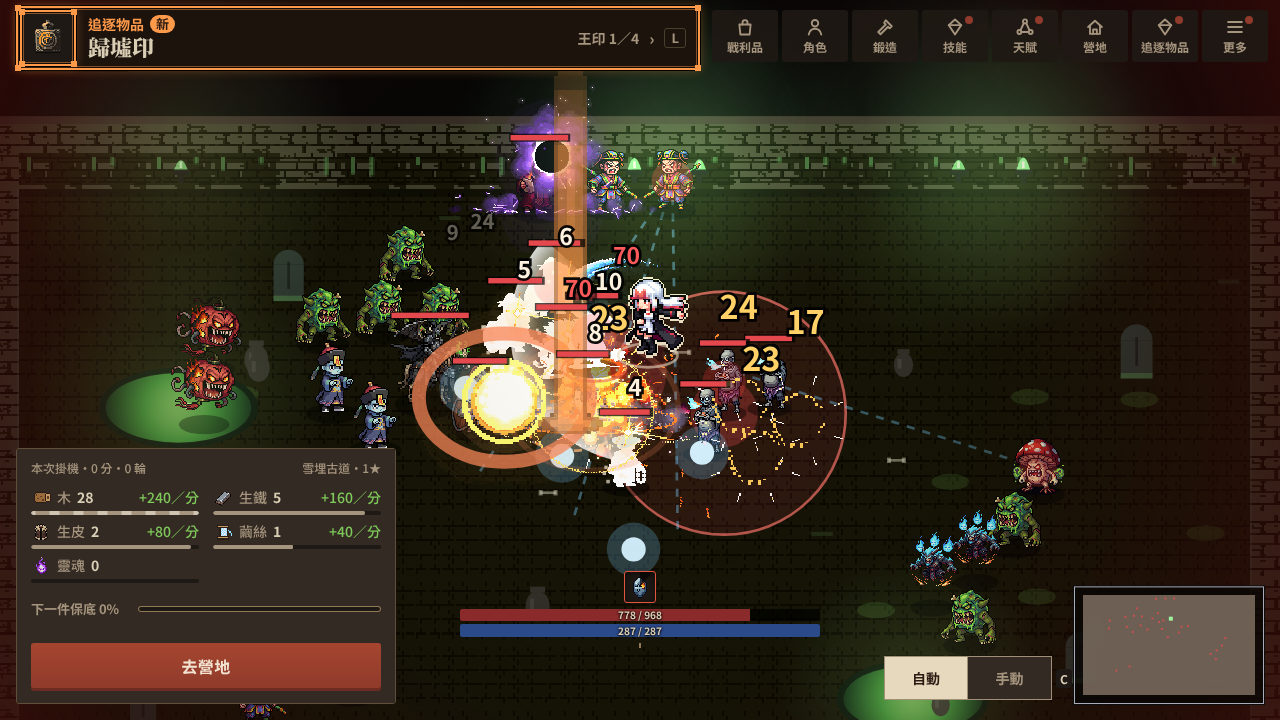 追逐物品 新
歸墟印
王印 1／4 › L
戰利品
角色
鍛造
技能
天賦
營地
追逐物品
更多
9
24
6
5
70
70
10
23
8
24
17
23
4
本次掛機・0 分・0 輪
雪埋古道・1★
木 28 +240／分
生鐵 5 +160／分
生皮 2 +80／分
繭絲 1 +40／分
靈魂 0
下一件保底 0%
去營地
778 / 968
287 / 287
自動
手動
C